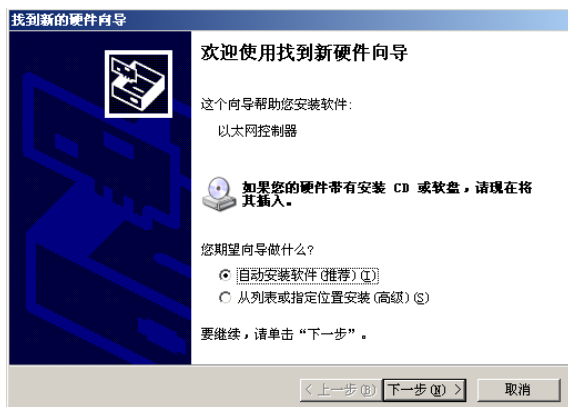 找到新的硬件向导
欢迎使用找到新硬件向导
这个向导帮助您安装软件:
以太网控制器
如果您的硬件带有安装 CD 或软盘，请现在将
其插入。
您期望向导做什么?
自动安装软件(推荐)(I)
从列表或指定位置安装(高级)(S)
要继续，请单击“下一步”。
< 上一步(B) 下一步(N) > 取消